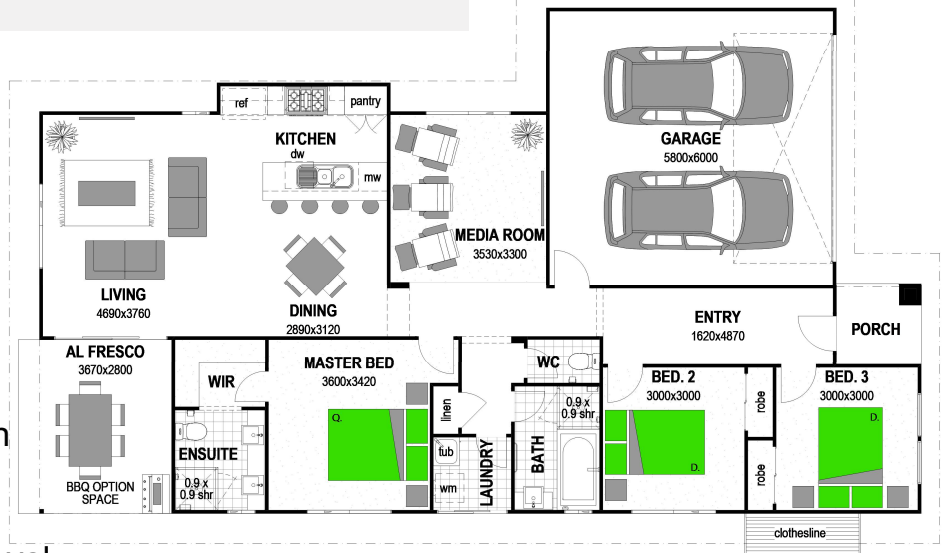 ref
pantry
KITCHEN
dw
mw
GARAGE
5800x6000
MEDIA ROOM
3530x3300
LIVING
4690x3760
DINING
2890x3120
ENTRY
1620x4870
PORCH
AL FRESCO
3670x2800
WIR
MASTER BED
3600x3420
WC
BED. 2
3000x3000
BED. 3
3000x3000
linen
0.9 x
0.9 shr
robe
Q.
D.
D.
ENSUITE
0.9 x
0.9 shr
tub
wm
LAUNDRY
BATH
robe
BBQ OPTION
SPACE
clothesline